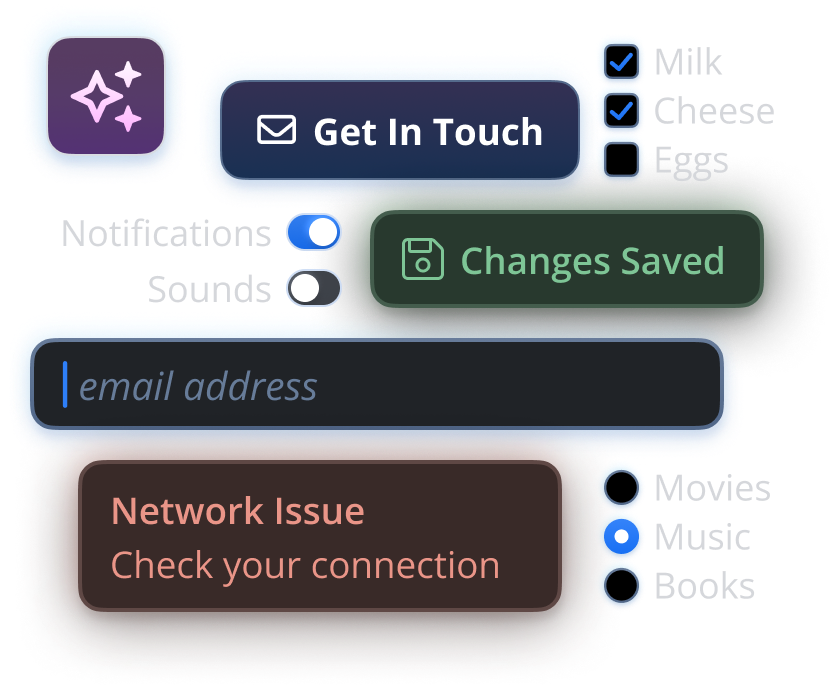 Get In Touch
Milk
Cheese
Eggs
Notifications
Sounds
Changes Saved
email address
Network Issue
Check your connection
Movies
Music
Books